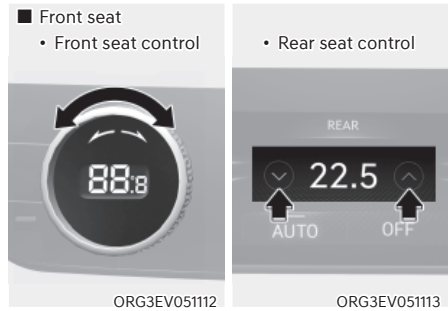 ■ Front seat
• Front seat control
88:8
ORG3EV051112
• Rear seat control
REAR
22.5
AUTO
OFF
ORG3EV051113